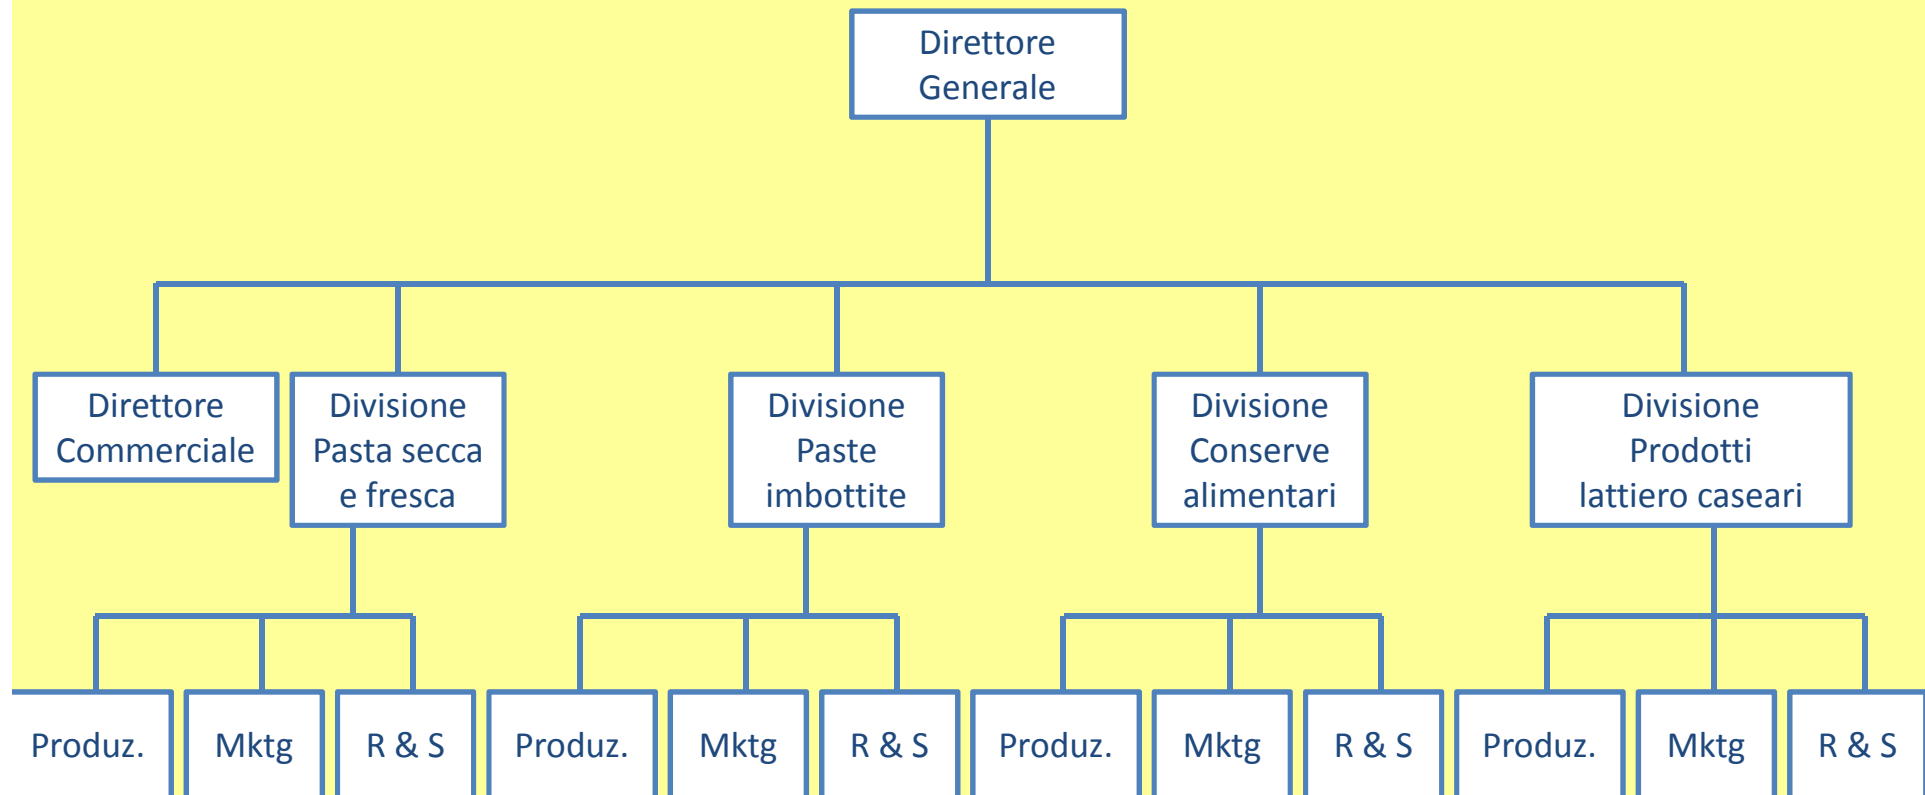 Direttore
Generale
Direttore
Commerciale
Divisione
Pasta secca
e fresca
Divisione
Paste
imbottite
Divisione
Conserve
alimentari
Divisione
Prodotti
lattiero caseari
Produz.
Mktg
R & S
Produz.
Mktg
R & S
Produz.
Mktg
R & S
Produz.
Mktg
R & S